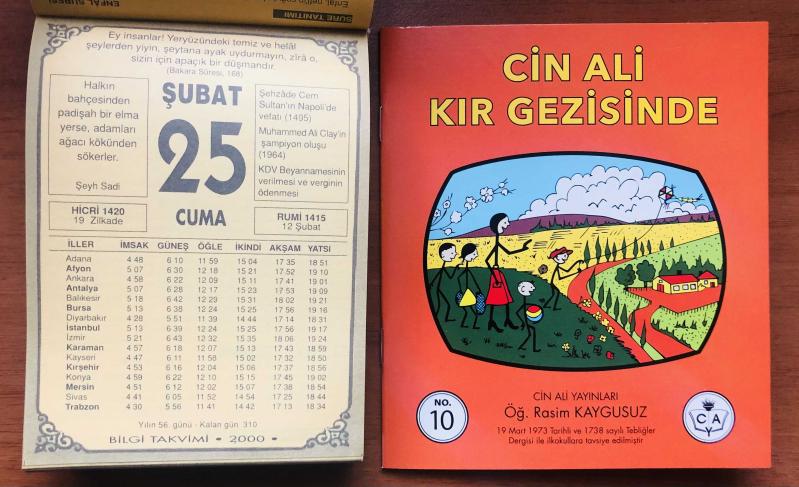 SURE TANITIMI
ENFÂL SURESİ
Ey insanlar! Yeryüzündeki temiz ve helâl
şeylerden yiyin, şeytana ayak uydurmayın, zîrâ o,
sizin için apaçık bir düşmandır.
(Bakara Sûresi, 168)
Halkın
bahçesinden
padişah bir elma
yerse, adamları
ağacı kökünden
sökerler.
Şeyh Sadi
ŞUBAT
25
CUMA
Şehzâde Cem
Sultan'ın Napoli'de
vefatı (1495)
Muhammed Ali Clay'in
şampiyon oluşu
(1964)
KDV Beyannamesinin
verilmesi ve verginin
ödenmesi
HİCRİ 1420
19 Zilkade
RUMİ 1415
12 Şubat
İLLER İMSAK GÜNEŞ ÖĞLE İKİNDİ AKŞAM YATSI
Adana 4 48 6 10 11 59 15 04 17 35 18 51
Afyon 5 07 6 30 12 18 15 21 17 52 19 10
Ankara 4 58 6 22 12 09 15 11 17 41 19 01
Antalya 5 07 6 28 12 17 15 23 17 53 19 09
Balıkesir 5 18 6 42 12 29 15 31 18 02 19 21
Bursa 5 13 6 38 12 24 15 25 17 56 19 16
Diyarbakır 4 28 5 51 11 39 14 44 17 14 18 31
İstanbul 5 13 6 39 12 24 15 25 17 56 19 17
İzmir 5 21 6 43 12 32 15 35 18 06 19 24
Karaman 4 57 6 18 12 07 15 13 17 43 18 59
Kayseri 4 47 6 11 11 58 15 02 17 32 18 50
Kırşehir 4 53 6 16 12 04 15 06 17 37 18 56
Konya 4 59 6 22 12 10 15 15 17 45 19 02
Mersin 4 51 6 12 12 02 15 07 17 38 18 54
Sivas 4 41 6 05 11 52 14 54 17 25 18 44
Trabzon 4 30 5 56 11 41 14 42 17 13 18 34
Yılın 56. günü - Kalan gün 310
BİLGİ TAKVİMİ • 2000 •
CİN ALİ
KIR GEZİSİNDE
NO.
10
CİN ALİ YAYINLARI
Öğ. Rasim KAYGUSUZ
19 Mart 1973 Tarihli ve 1738 sayılı Tebliğler
Dergisi ile ilkokullara tavsiye edilmiştir
C A
Y